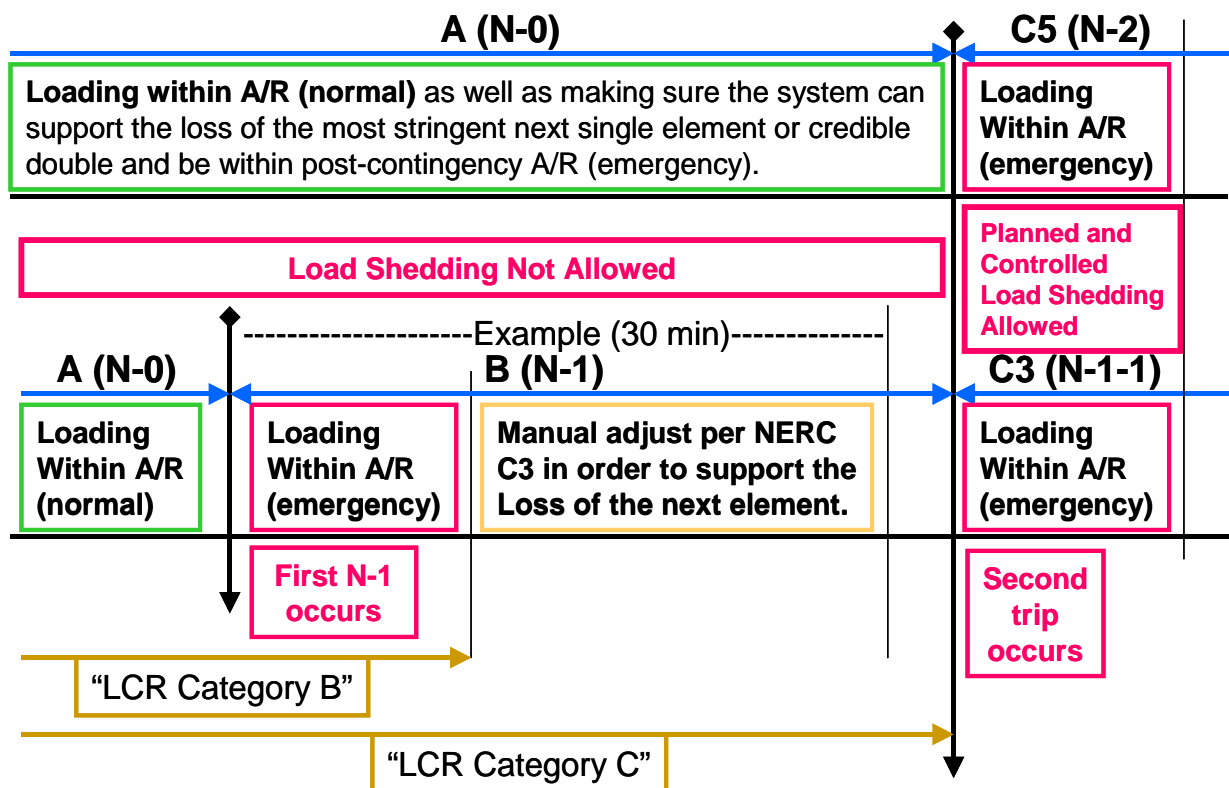 A (N-0)
C5 (N-2)
Loading within A/R (normal) as well as making sure the system can
support the loss of the most stringent next single element or credible
double and be within post-contingency A/R (emergency).
Loading
Within A/R
(emergency)
Load Shedding Not Allowed
Planned and
Controlled
Load Shedding
Allowed
Example (30 min)
A (N-0)
B (N-1)
C3 (N-1-1)
Loading
Within A/R
(normal)
Loading
Within A/R
(emergency)
Manual adjust per NERC
C3 in order to support the
Loss of the next element.
Loading
Within A/R
(emergency)
First N-1
occurs
Second
trip
occurs
“LCR Category B”
“LCR Category C”